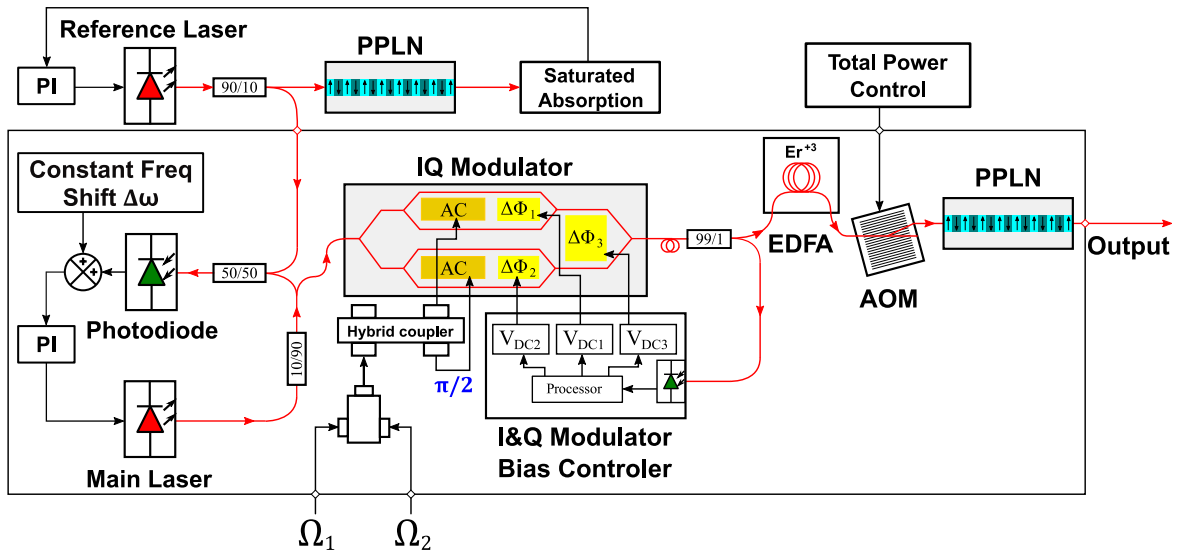 Reference Laser
PI
90/10
PPLN
Saturated
Absorption
Total Power
Control
Constant Freq
Shift Δω
IQ Modulator
AC
ΔΦ1
AC
ΔΦ2
ΔΦ3
Er+3
EDFA
AOM
PPLN
Output
99/1
50/50
Photodiode
PI
10/90
Main Laser
Hybrid coupler
π/2
VDC2
VDC1
VDC3
Processor
I&Q Modulator
Bias Controler
Ω1
Ω2